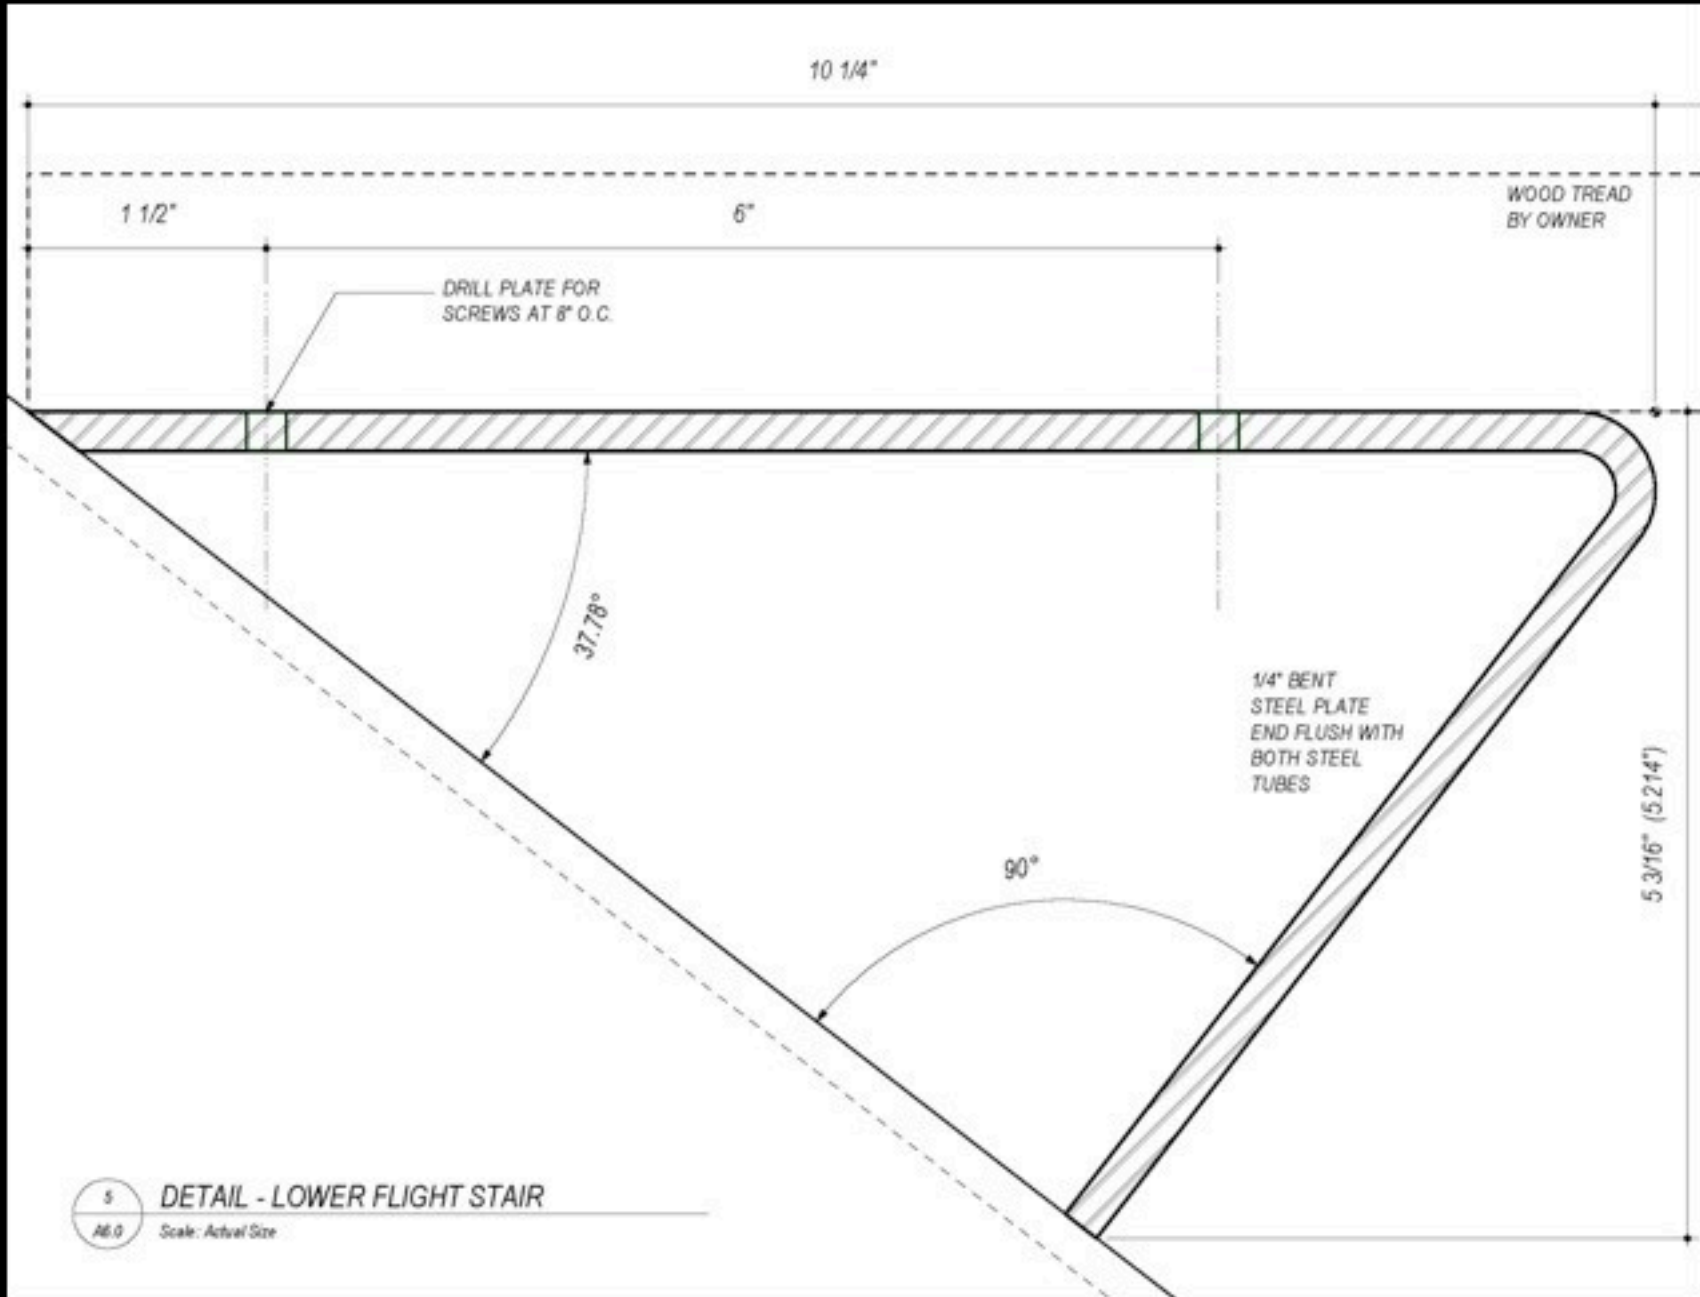 10 1/4"
WOOD TREAD
BY OWNER
1 1/2"
6"
DRILL PLATE FOR
SCREWS AT 8" O.C.
37.78°
1/4" BENT
STEEL PLATE
END FLUSH WITH
BOTH STEEL
TUBES
5 3/16" (5.214")
90°
5
A6.0
DETAIL - LOWER FLIGHT STAIR
Scale: Actual Size